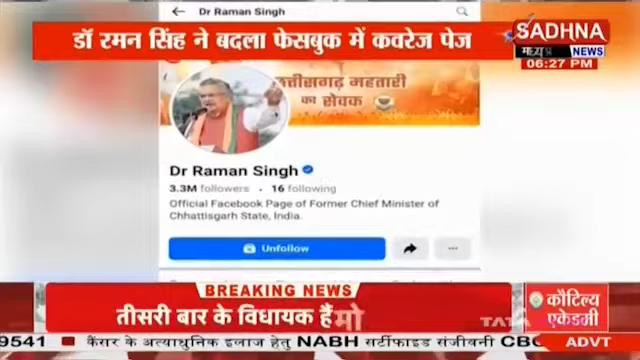 Dr Raman Singh
डॉ रमन सिंह ने बदला फेसबुक में कवरेज पेज
SADHNA
NEWS
06:27 PM
छत्तीसगढ़ महतारी
का सेवक
Dr Raman Singh
3.3M followers • 16 following
Official Facebook Page of Former Chief Minister of
Chhattisgarh State, India.
Unfollow
BREAKING NEWS
तीसरी बार के विधायक हैं मो
TATA
कौटिल्य
एकेडमी
9541
कैंसर के अत्याधुनिक इलाज हेतु NABH सर्टीफाइड संजीवनी CBC
ADVT